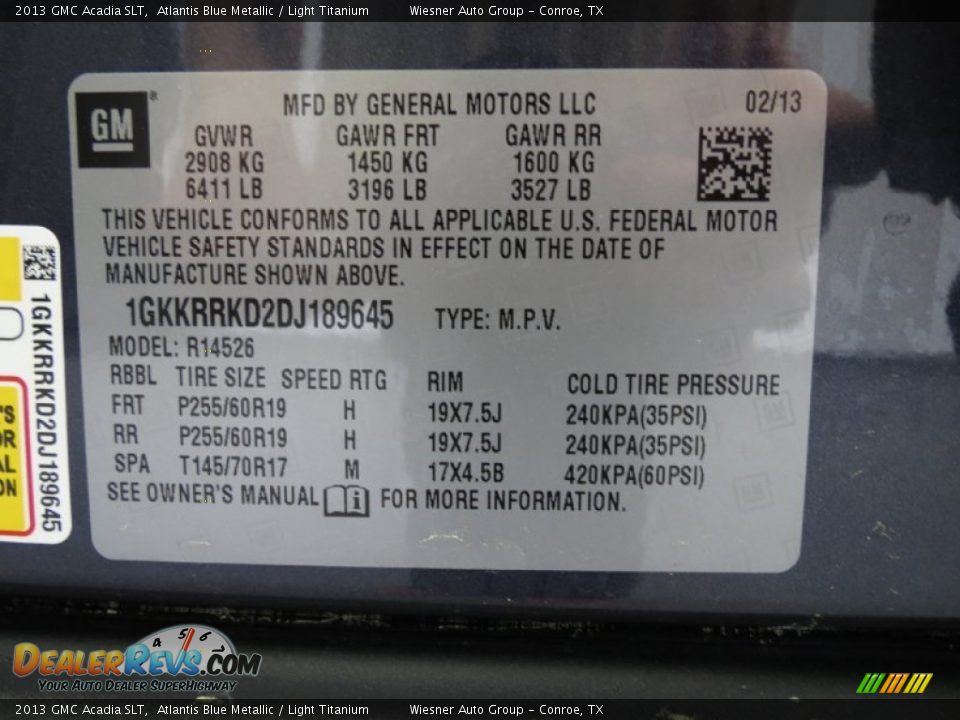 2013 GMC Acadia SLT, Atlantis Blue Metallic / Light Titanium Wiesner Auto Group - Conroe, TX
GM®
MFD BY GENERAL MOTORS LLC 02/13
GVWR GAWR FRT GAWR RR
2908 KG 1450 KG 1600 KG
6411 LB 3196 LB 3527 LB
THIS VEHICLE CONFORMS TO ALL APPLICABLE U.S. FEDERAL MOTOR
VEHICLE SAFETY STANDARDS IN EFFECT ON THE DATE OF
MANUFACTURE SHOWN ABOVE.
1GKKRRKD2DJ189645 TYPE: M.P.V.
MODEL: R14526
RBBL TIRE SIZE SPEED RTG RIM COLD TIRE PRESSURE
FRT P255/60R19 H 19X7.5J 240KPA(35PSI)
RR P255/60R19 H 19X7.5J 240KPA(35PSI)
SPA T145/70R17 M 17X4.5B 420KPA(60PSI)
SEE OWNER'S MANUAL i FOR MORE INFORMATION.
1GKKRRKD2DJ189645
4 5 6
DEALERREVS.COM
YOUR AUTO DEALER SUPERHIGHWAY
2013 GMC Acadia SLT, Atlantis Blue Metallic / Light Titanium Wiesner Auto Group - Conroe, TX